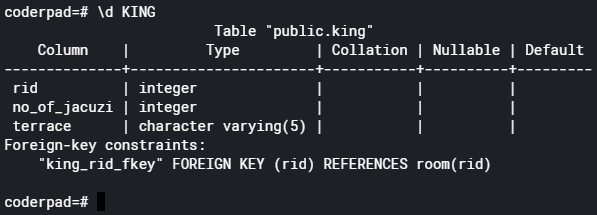 coderpad=# \d KING
Table "public.king"
Column | Type | Collation | Nullable | Default
--------------+-----------------------+-----------+----------+---------
rid | integer | | |
no_of_jacuzi | integer | | |
terrace | character varying(5) | | |
Foreign-key constraints:
"king_rid_fkey" FOREIGN KEY (rid) REFERENCES room(rid)
coderpad=#